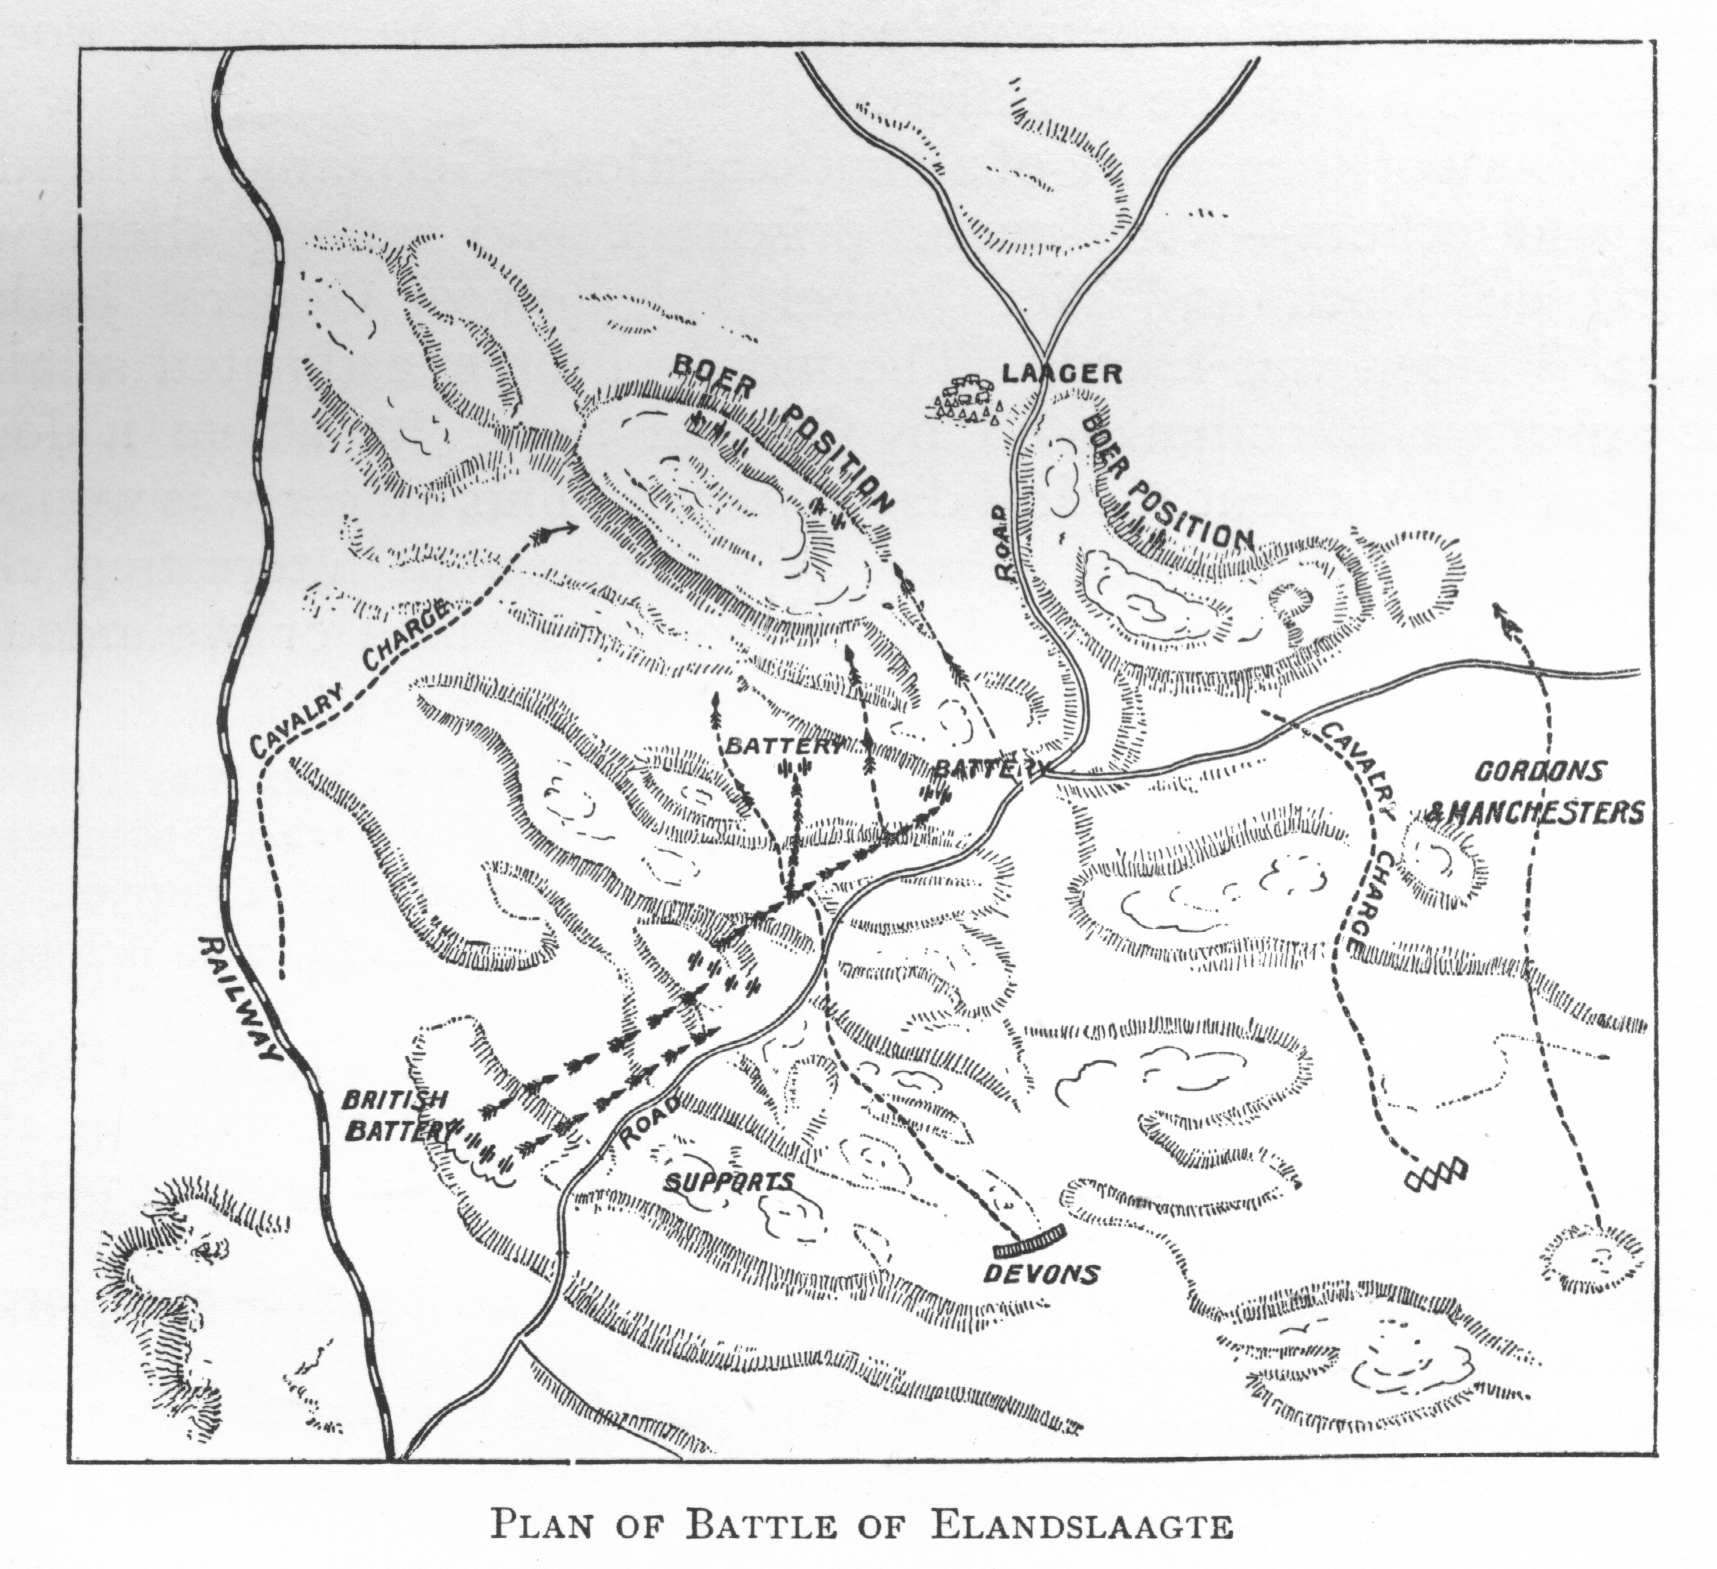 LAAGER
BOER POSITION
BOER POSITION
ROAD
CAVALRY CHARGE
BATTERY
BATTERY
CAVALRY CHARGE
GORDONS
& MANCHESTERS
RAILWAY
BRITISH
BATTERY
ROAD
SUPPORTS
DEVONS
PLAN OF BATTLE OF ELANDSLAAGTE